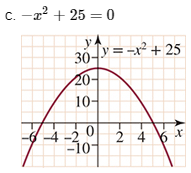 c. −x² + 25 = 0
y
y = −x² + 25
30
20
10
−6 −4 −2 0 2 4 6 x
−10